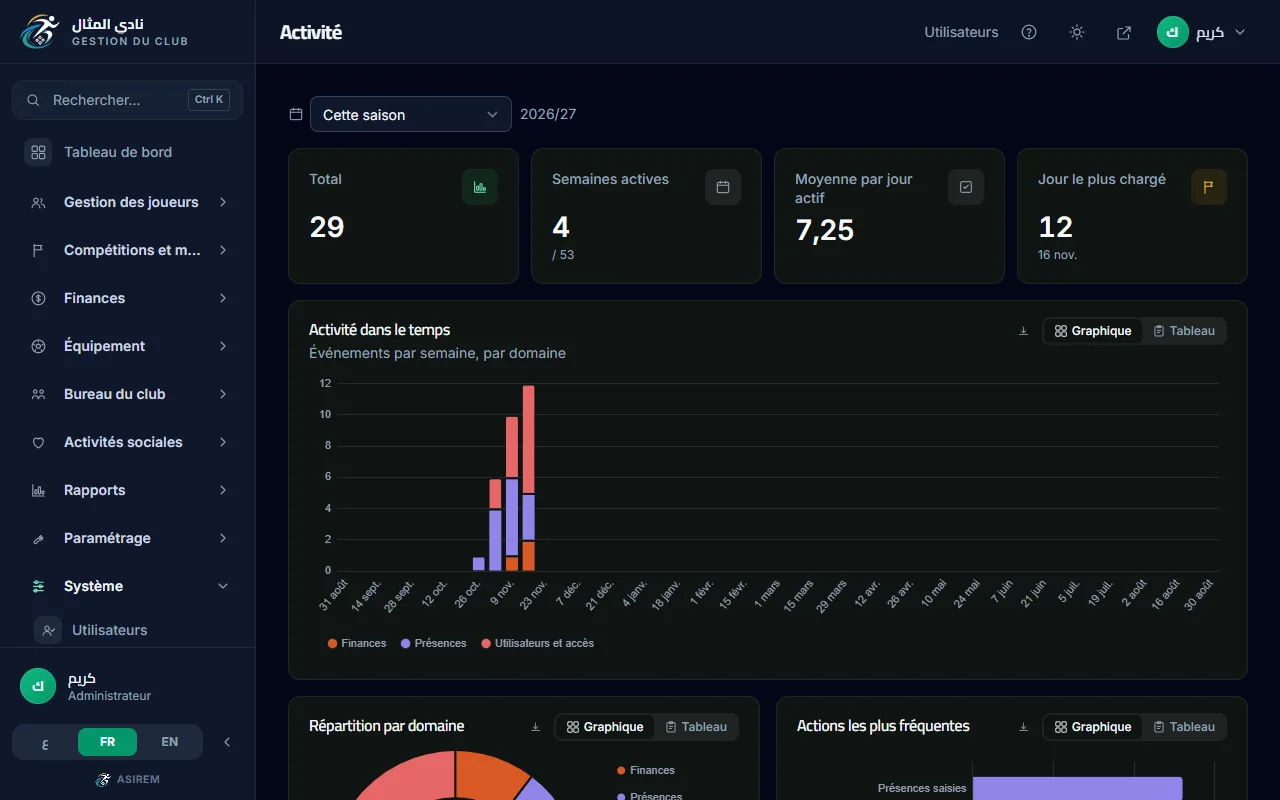 نادي المثال
GESTION DU CLUB
Rechercher...
Ctrl K
Tableau de bord
Gestion des joueurs
Compétitions et m...
Finances
Équipement
Bureau du club
Activités sociales
Rapports
Paramétrage
Système
Utilisateurs
ك
كريم
Administrateur
ع
FR
EN
ASIREM
Activité
Utilisateurs
ك
كريم
Cette saison
2026/27
Total
29
Semaines actives
4
/ 53
Moyenne par jour
actif
7,25
Jour le plus chargé
12
16 nov.
Activité dans le temps
Événements par semaine, par domaine
Graphique
Tableau
12
10
8
6
4
2
0
31 août
14 sept.
28 sept.
12 oct.
26 oct.
9 nov.
23 nov.
7 déc.
21 déc.
4 janv.
18 janv.
1 févr.
15 févr.
1 mars
15 mars
29 mars
12 avr.
26 avr.
10 mai
24 mai
7 juin
21 juin
5 juil.
19 juil.
2 août
16 août
30 août
Finances
Présences
Utilisateurs et accès
Répartition par domaine
Graphique
Tableau
Finances
Présences
Actions les plus fréquentes
Graphique
Tableau
Présences saisies